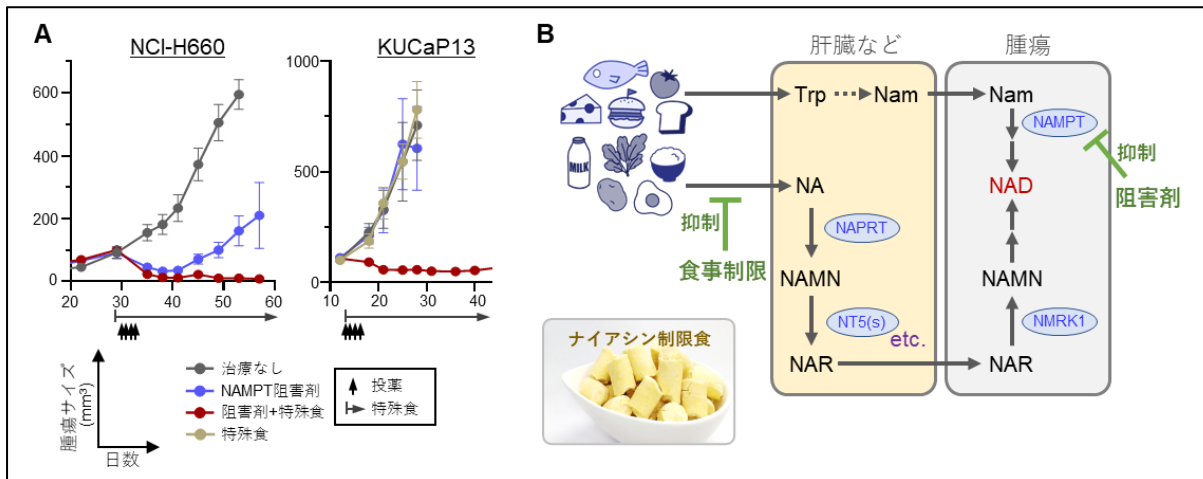 A
NCI-H660
KUCaP13
600
400
200
0
20
30
40
50
60
1000
500
0
10
20
30
40
腫瘍サイズ
(mm³)
日数
治療なし
NAMPT阻害剤
阻害剤+特殊食
特殊食
投薬
特殊食
B
肝臓など
腫瘍
Trp
Nam
Nam
NAMPT
抑制
阻害剤
NAD
MILK
NA
抑制
食事制限
NAPRT
NAMN
NAMN
NT5(s)
etc.
NMRK1
NAR
NAR
ナイアシン制限食